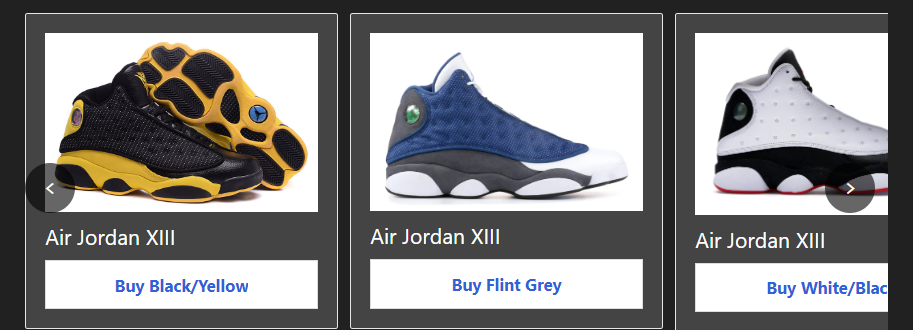 Air Jordan XIII
Buy Black/Yellow
Air Jordan XIII
Buy Flint Grey
Air Jordan XIII
Buy White/Blac